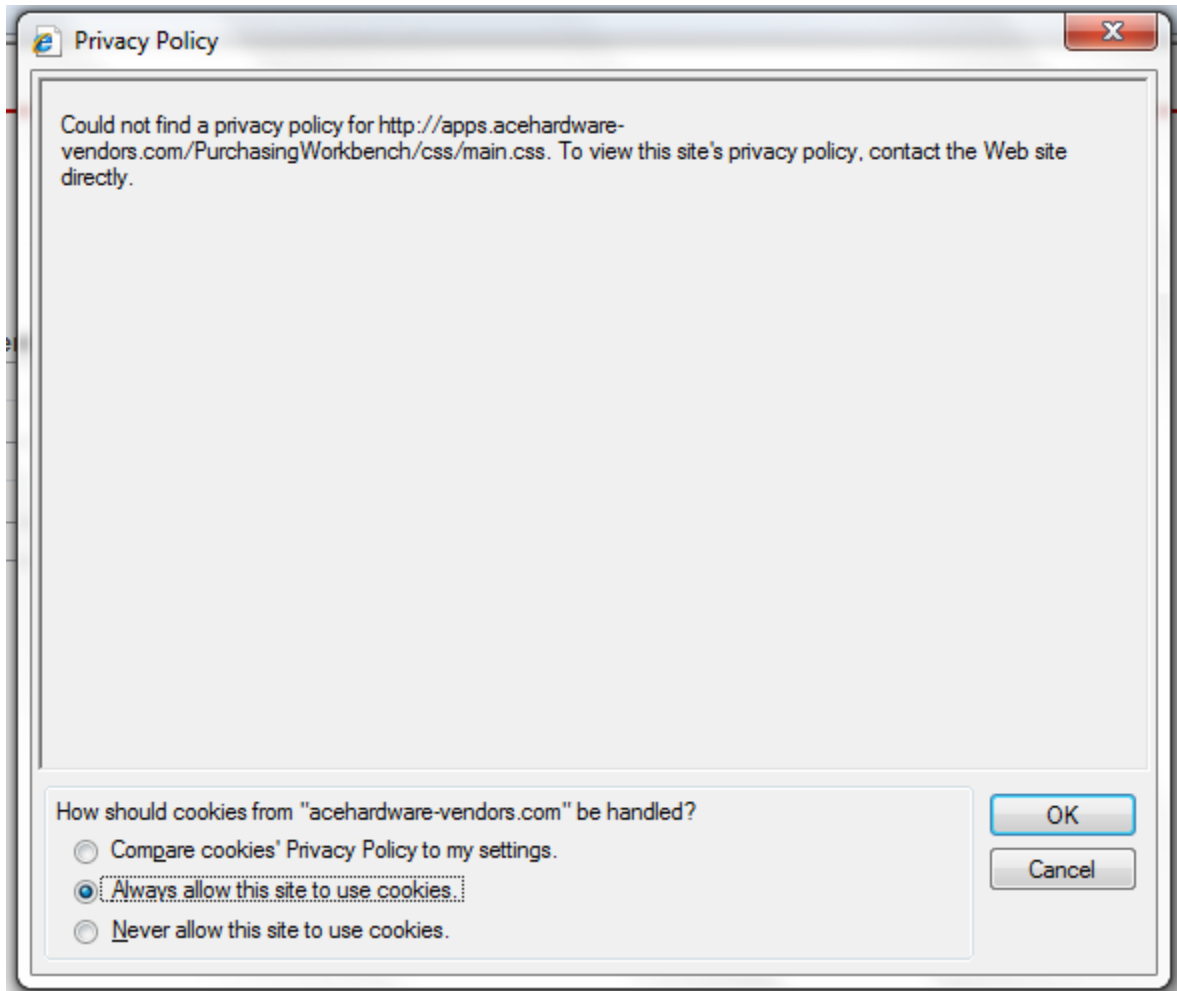 Privacy Policy
Could not find a privacy policy for http://apps.acehardware-
vendors.com/PurchasingWorkbench/css/main.css. To view this site's privacy policy, contact the Web site
directly.
How should cookies from "acehardware-vendors.com" be handled?
Compare cookies' Privacy Policy to my settings.
Always allow this site to use cookies.
Never allow this site to use cookies.
OK
Cancel